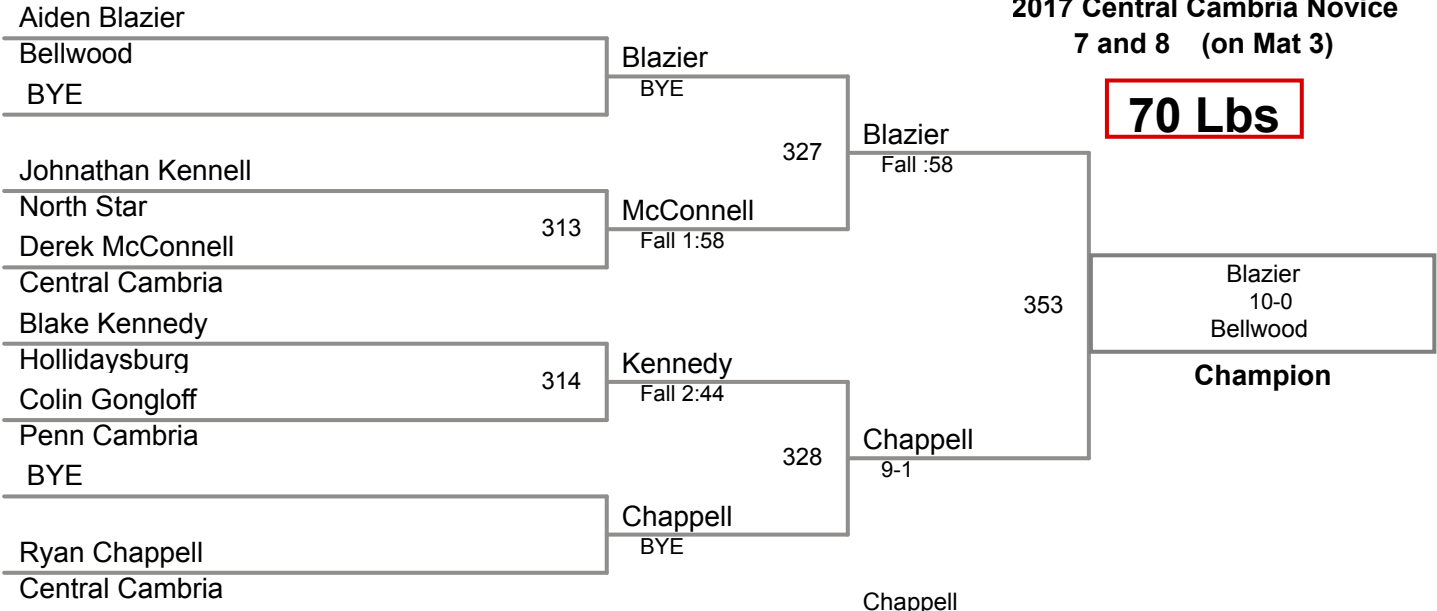 2017 Central Cambria Novice
7 and 8 (on Mat 3)
70 Lbs
Aiden Blazier
Bellwood
BYE
Johnathan Kennell
North Star
Derek McConnell
Central Cambria
Blake Kennedy
Hollidaysburg
Colin Gongloff
Penn Cambria
BYE
Ryan Chappell
Central Cambria
313
314
Blazier
BYE
McConnell
Fall 1:58
Kennedy
Fall 2:44
Chappell
BYE
327
328
Blazier
Fall :58
Chappell
9-1
353
Blazier
10-0
Bellwood
Champion
Chappell